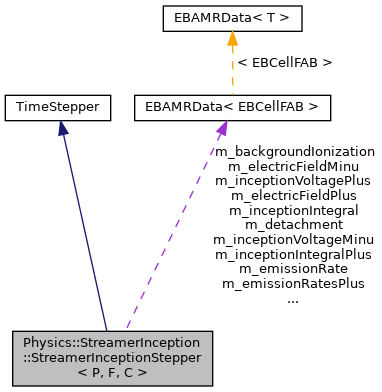 EBAMRData< T >
< EBCellFAB >
TimeStepper
EBAMRData< EBCellFAB >
m_backgroundIonization
m_electricFieldMinu
m_inceptionVoltagePlus
m_electricFieldPlus
m_inceptionIntegral
m_detachment
m_inceptionVoltageMinu
m_inceptionIntegralPlus
m_emissionRate
m_emissionRatesPlus
...
Physics::StreamerInception
::StreamerInceptionStepper
< P, F, C >